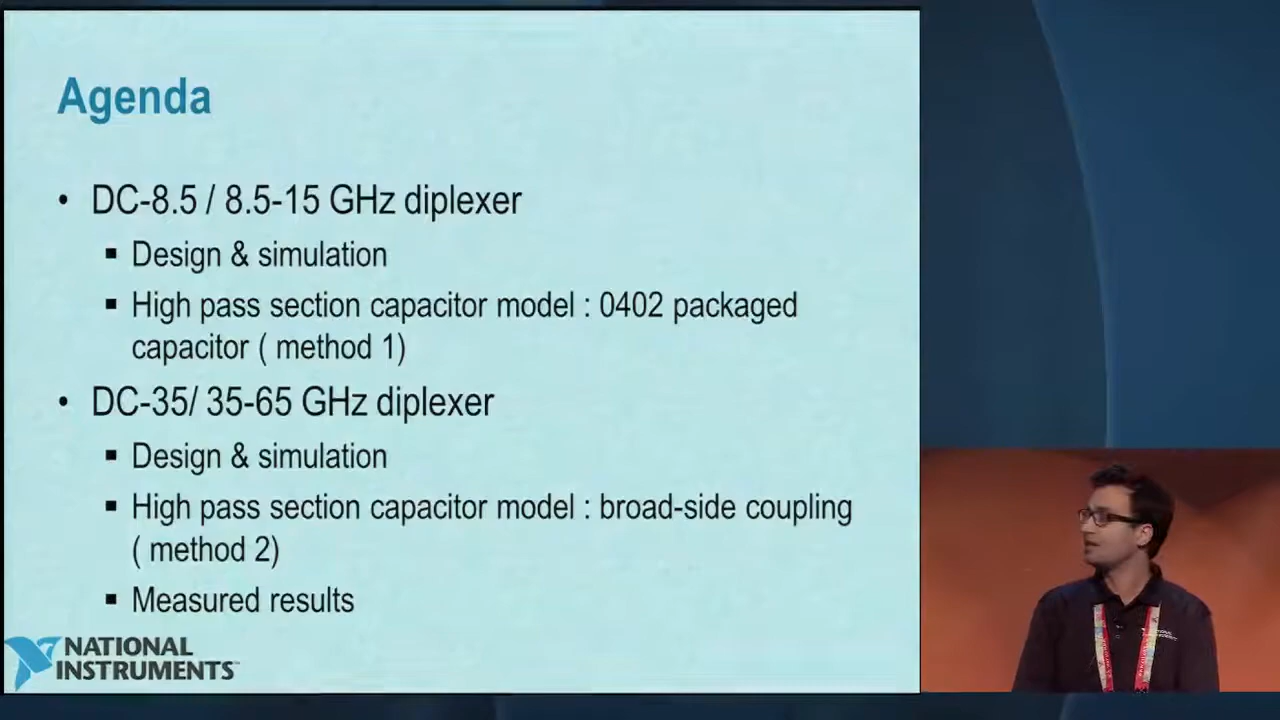 Agenda
• DC-8.5 / 8.5-15 GHz diplexer
▪ Design & simulation
▪ High pass section capacitor model : 0402 packaged
capacitor ( method 1)
• DC-35/ 35-65 GHz diplexer
▪ Design & simulation
▪ High pass section capacitor model : broad-side coupling
( method 2)
▪ Measured results
NATIONAL
INSTRUMENTS™